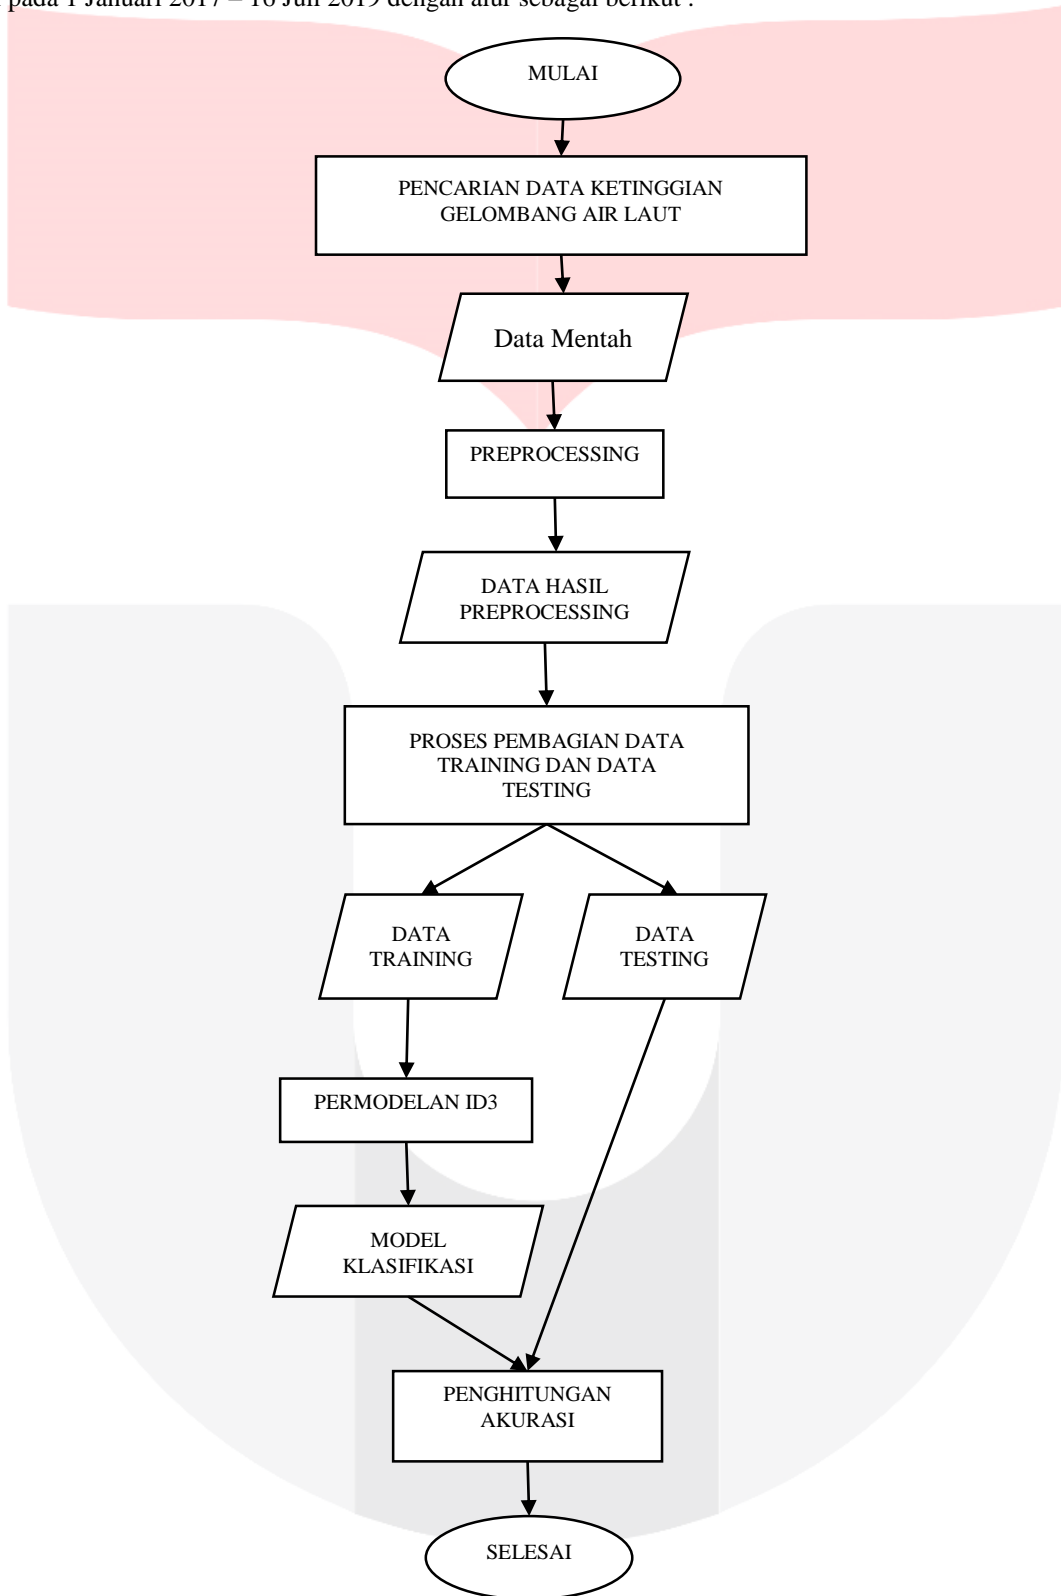 pada 1 Januari 2017 – 16 Juli 2019 dengan alur sebagai berikut :
MULAI
PENCARIAN DATA KETINGGIAN
GELOMBANG AIR LAUT
Data Mentah
PREPROCESSING
DATA HASIL
PREPROCESSING
PROSES PEMBAGIAN DATA
TRAINING DAN DATA
TESTING
DATA
TRAINING
DATA
TESTING
PERMODELAN ID3
MODEL
KLASIFIKASI
PENGHITUNGAN
AKURASI
SELESAI